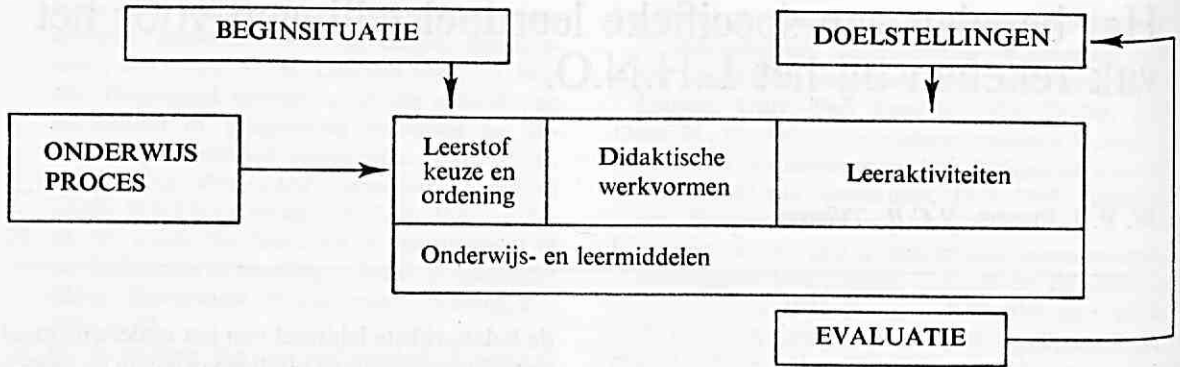 BEGINSITUATIE
DOELSTELLINGEN
ONDERWIJS
PROCES
Leerstof
keuze en
ordening
Didaktische
werkvormen
Leeraktiviteiten
Onderwijs- en leermiddelen
EVALUATIE